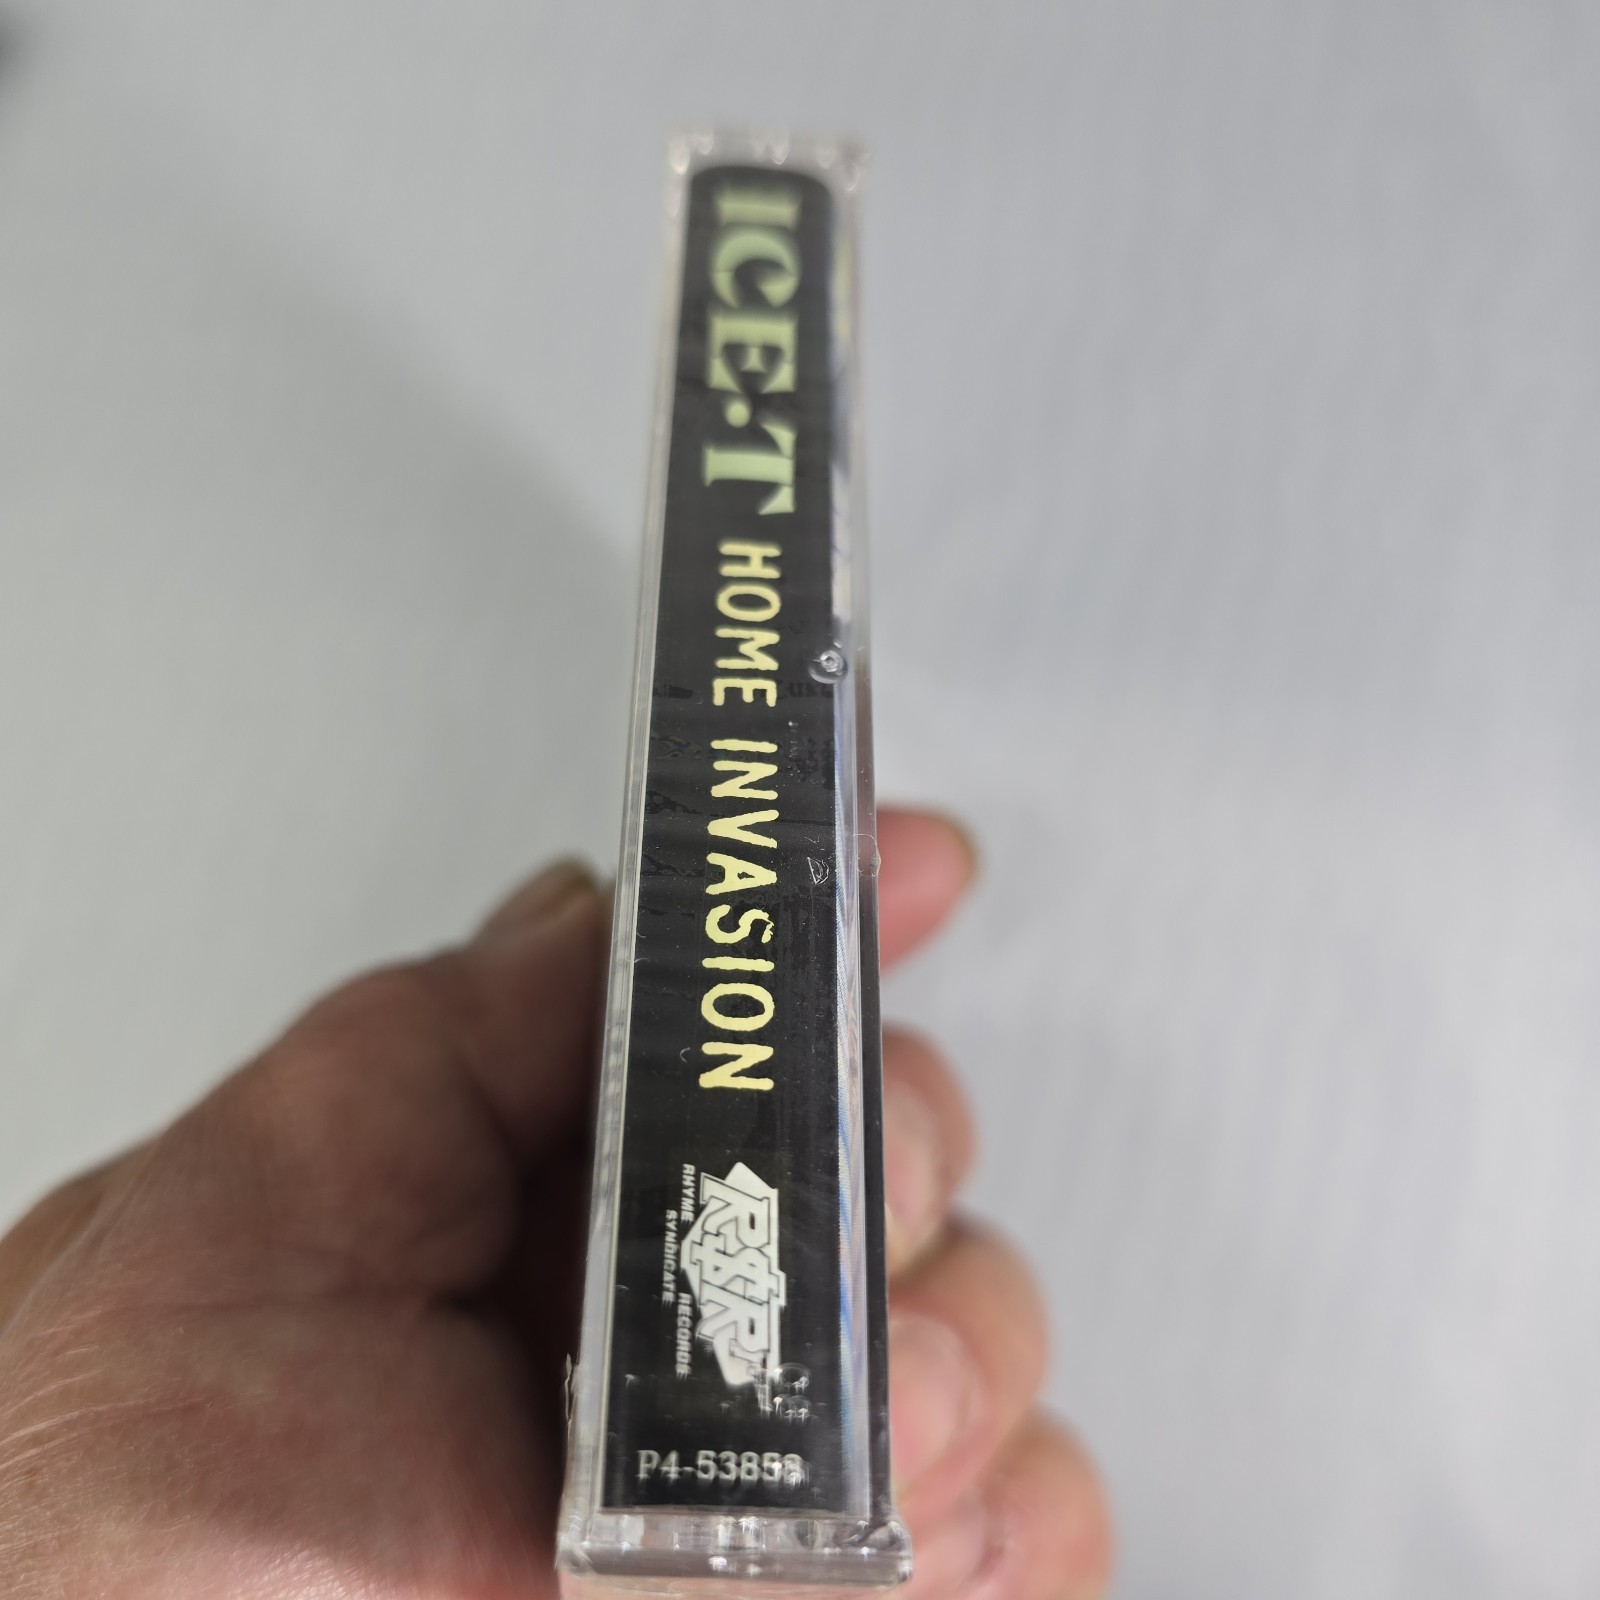 ICE.T HOME INVASION
R$R
RHYME SYNDICATE RECORDS
P4-53858